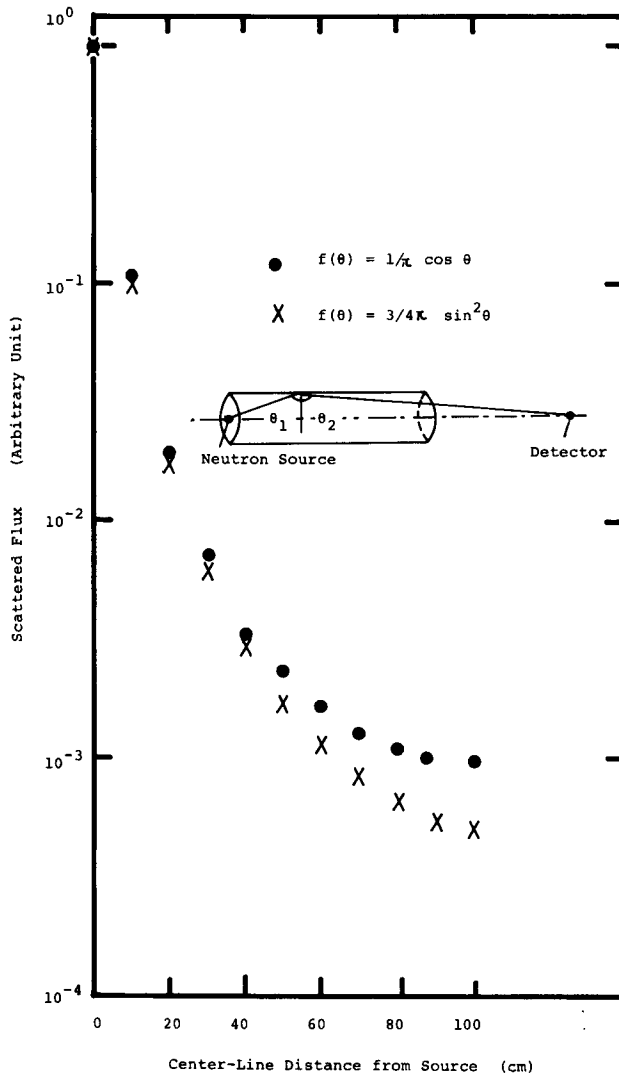 10⁰
10⁻¹
10⁻²
10⁻³
10⁻⁴
Scattered Flux (Arbitrary Unit)
● f(θ) = 1/π cos θ
X f(θ) = 3/4π sin²θ
θ₁ θ₂
Neutron Source
Detector
0 20 40 60 80 100
Center-Line Distance from Source (cm)